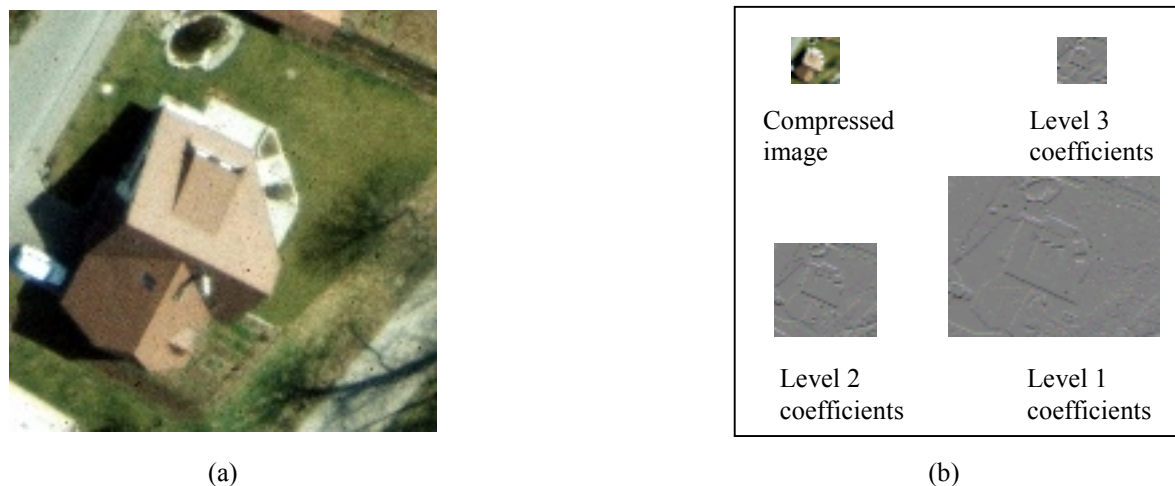 Compressed
image
Level 3
coefficients
Level 2
coefficients
Level 1
coefficients
(a)
(b)